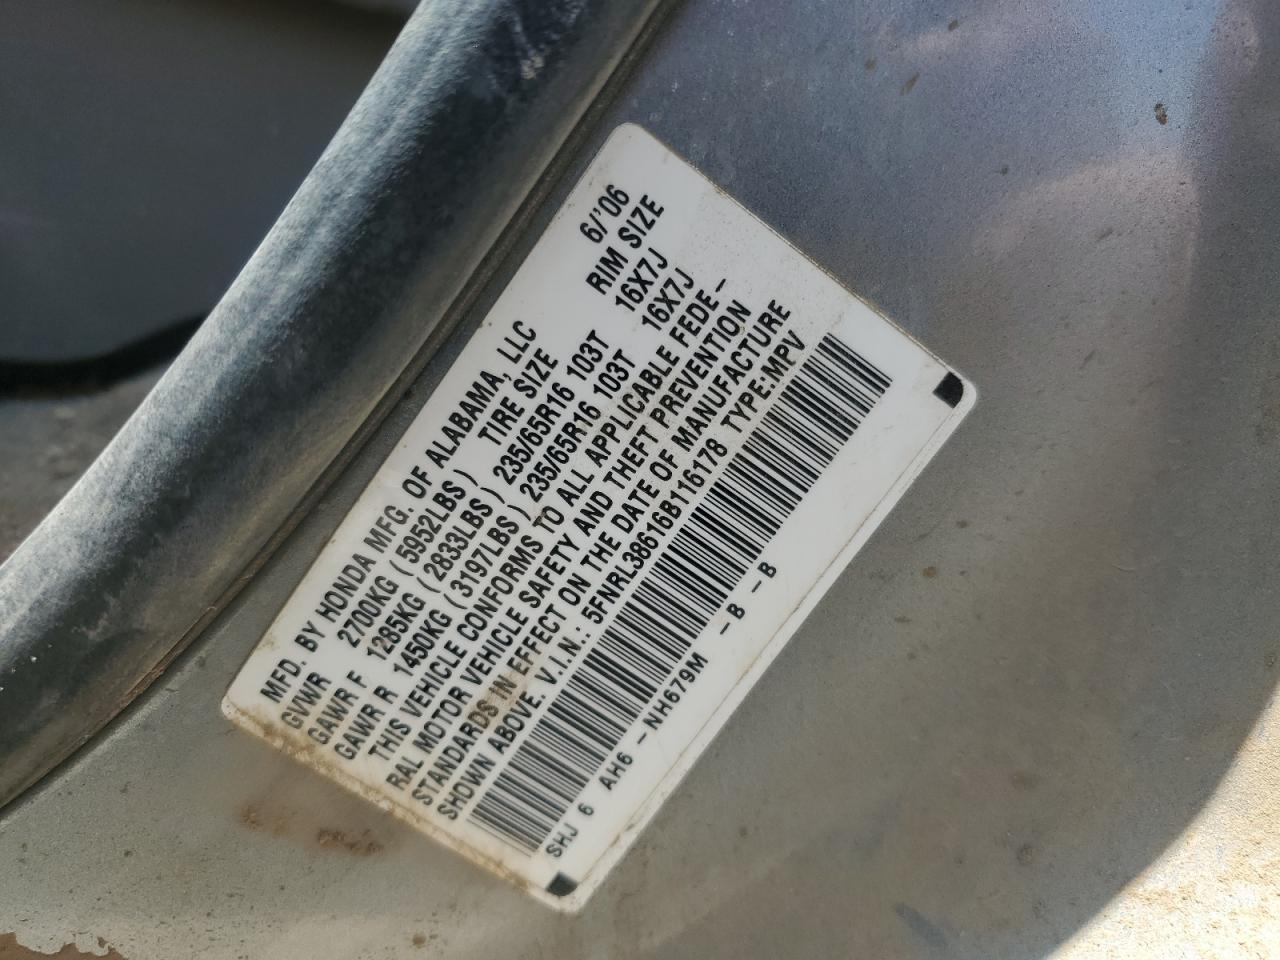 MFD. BY HONDA MFG. OF ALABAMA, LLC 6/'06
GVWR 2700KG (5952LBS) TIRE SIZE RIM SIZE
GAWR F 1285KG (2833LBS) 235/65R16 103T 16X7J
GAWR R 1450KG (3197LBS) 235/65R16 103T 16X7J
THIS VEHICLE CONFORMS TO ALL APPLICABLE FEDE-
RAL MOTOR VEHICLE SAFETY AND THEFT PREVENTION
STANDARDS IN EFFECT ON THE DATE OF MANUFACTURE
SHOWN ABOVE. V.I.N.: 5FNRL38616B116178 TYPE:MPV
SHJ 6 AH6 -NH679M -B -B